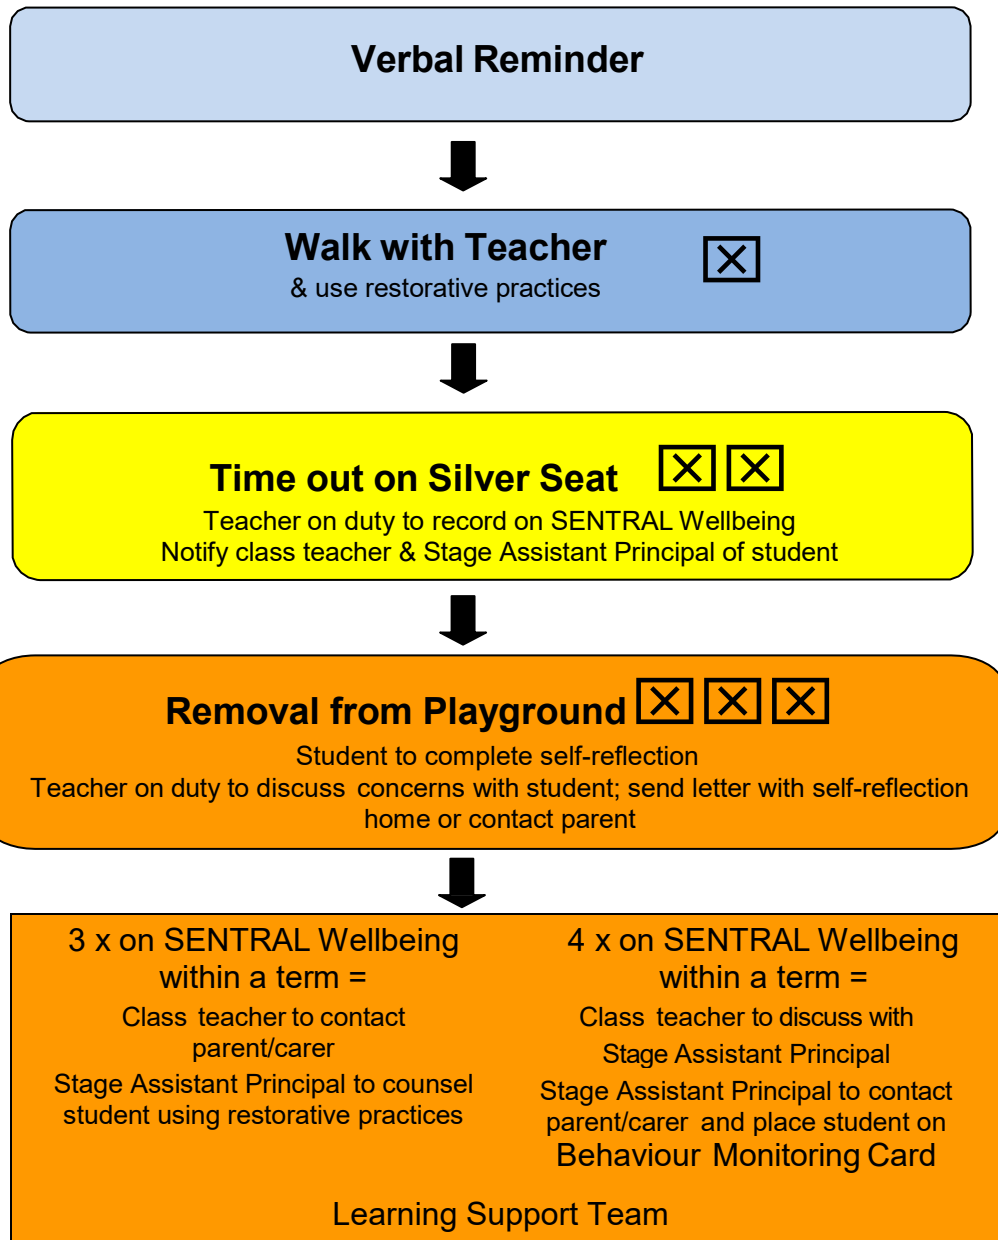 Verbal Reminder
Walk with Teacher
& use restorative practices
Time out on Silver Seat
Teacher on duty to record on SENTRAL Wellbeing
Notify class teacher & Stage Assistant Principal of student
Removal from Playground
Student to complete self-reflection
Teacher on duty to discuss concerns with student; send letter with self-reflection
home or contact parent
3 x on SENTRAL Wellbeing
within a term =
Class teacher to contact
parent/carer
Stage Assistant Principal to counsel
student using restorative practices
4 x on SENTRAL Wellbeing
within a term =
Class teacher to discuss with
Stage Assistant Principal
Stage Assistant Principal to contact
parent/carer and place student on
Behaviour Monitoring Card
Learning Support Team